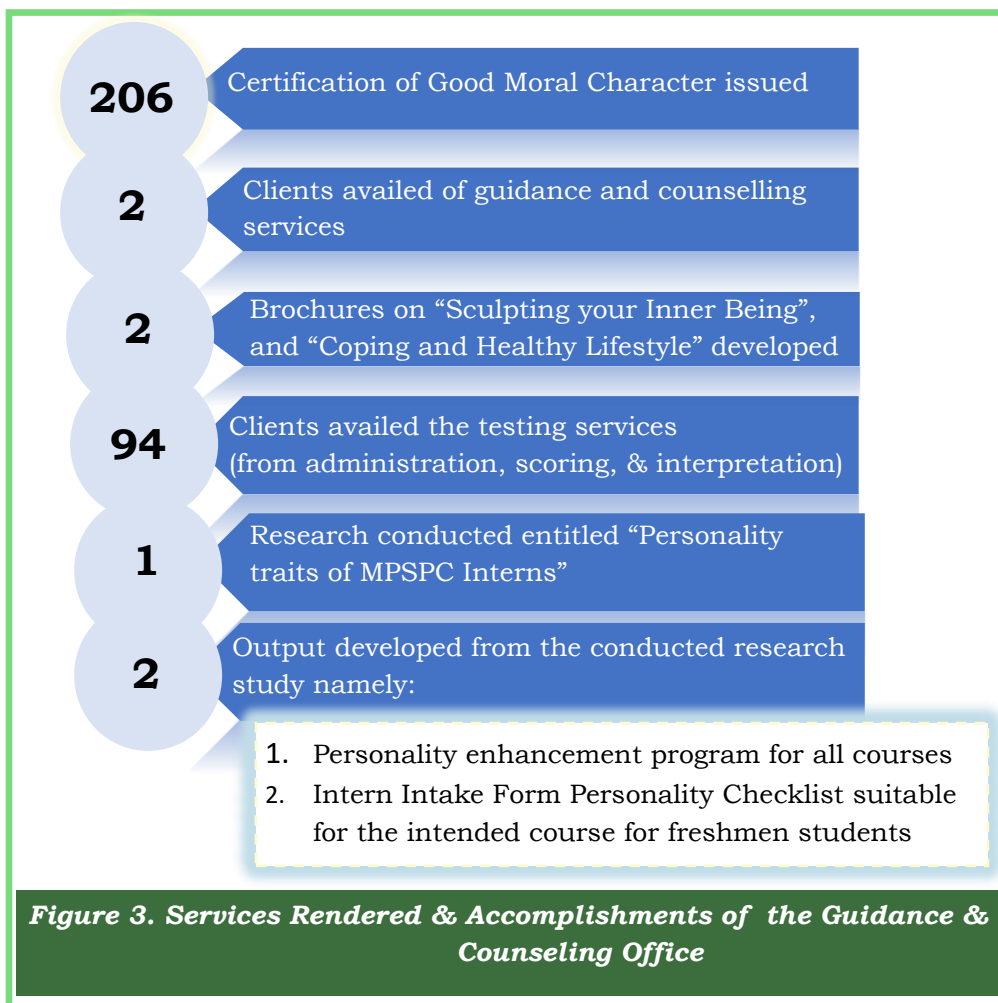 206
Certification of Good Moral Character issued
2
Clients availed of guidance and counselling
services
2
Brochures on “Sculpting your Inner Being”,
and “Coping and Healthy Lifestyle” developed
94
Clients availed the testing services
(from administration, scoring, & interpretation)
1
Research conducted entitled “Personality
traits of MPSPC Interns”
2
Output developed from the conducted research
study namely:
1. Personality enhancement program for all courses
2. Intern Intake Form Personality Checklist suitable
for the intended course for freshmen students
Figure 3. Services Rendered & Accomplishments of the Guidance &
Counseling Office